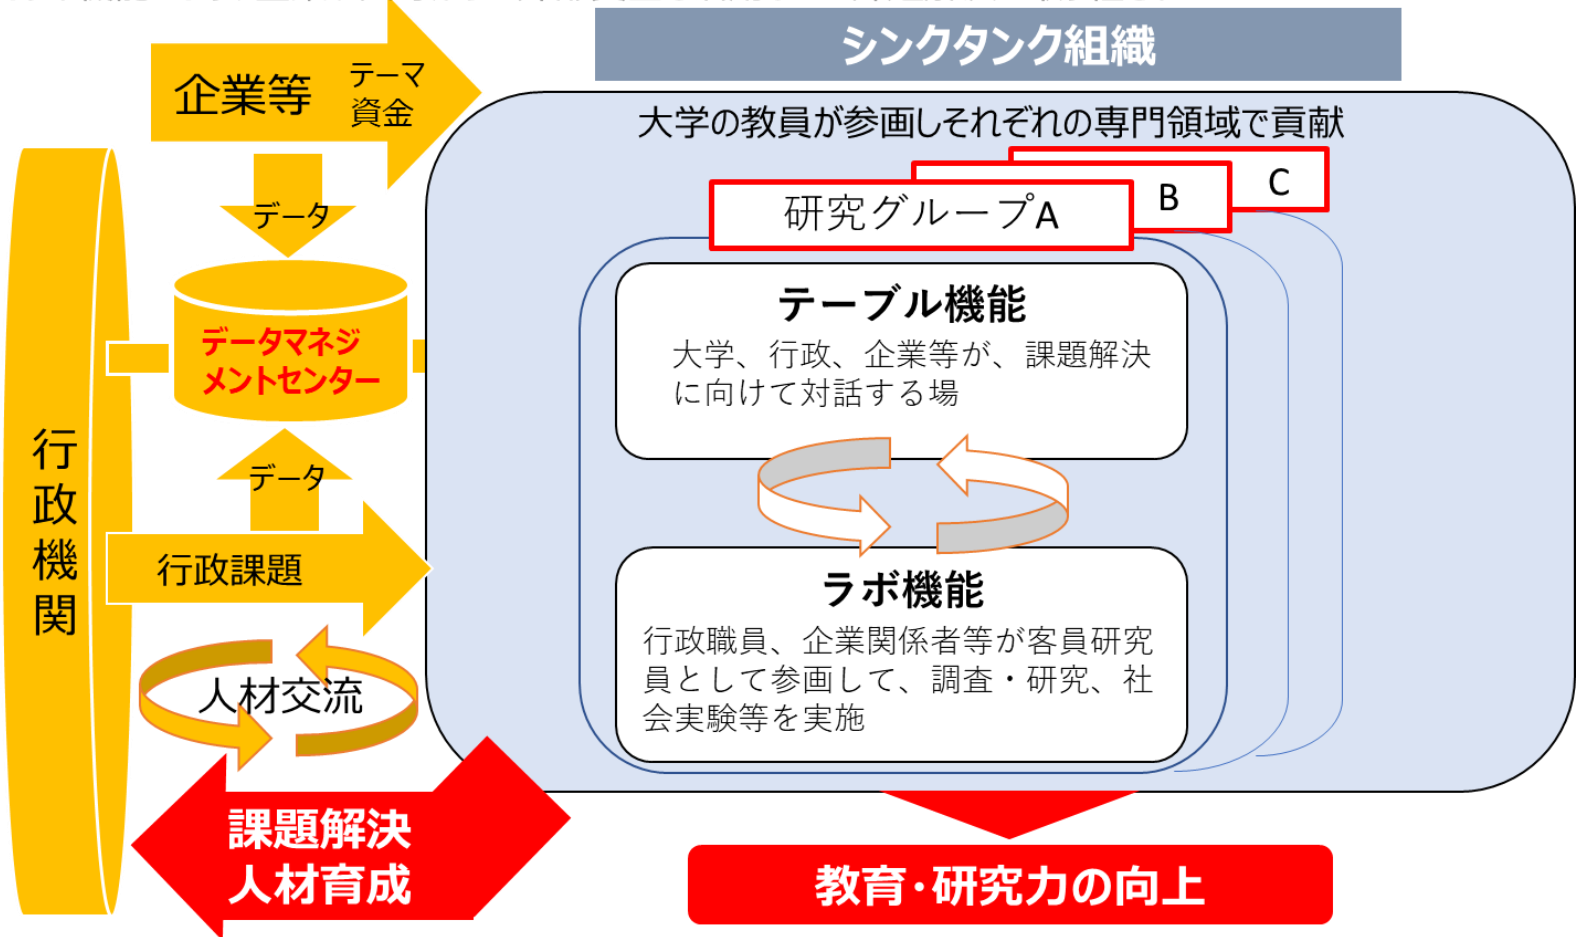 シンクタンク組織
企業等
テーマ
資金
大学の教員が参画しそれぞれの専門領域で貢献
研究グループA
B
C
データ
テーブル機能
大学、行政、企業等が、課題解決
に向けて対話する場
データマネジ
メントセンター
行政機関
データ
行政課題
ラボ機能
行政職員、企業関係者等が客員研究
員として参画して、調査・研究、社
会実験等を実施
人材交流
課題解決
人材育成
教育・研究力の向上